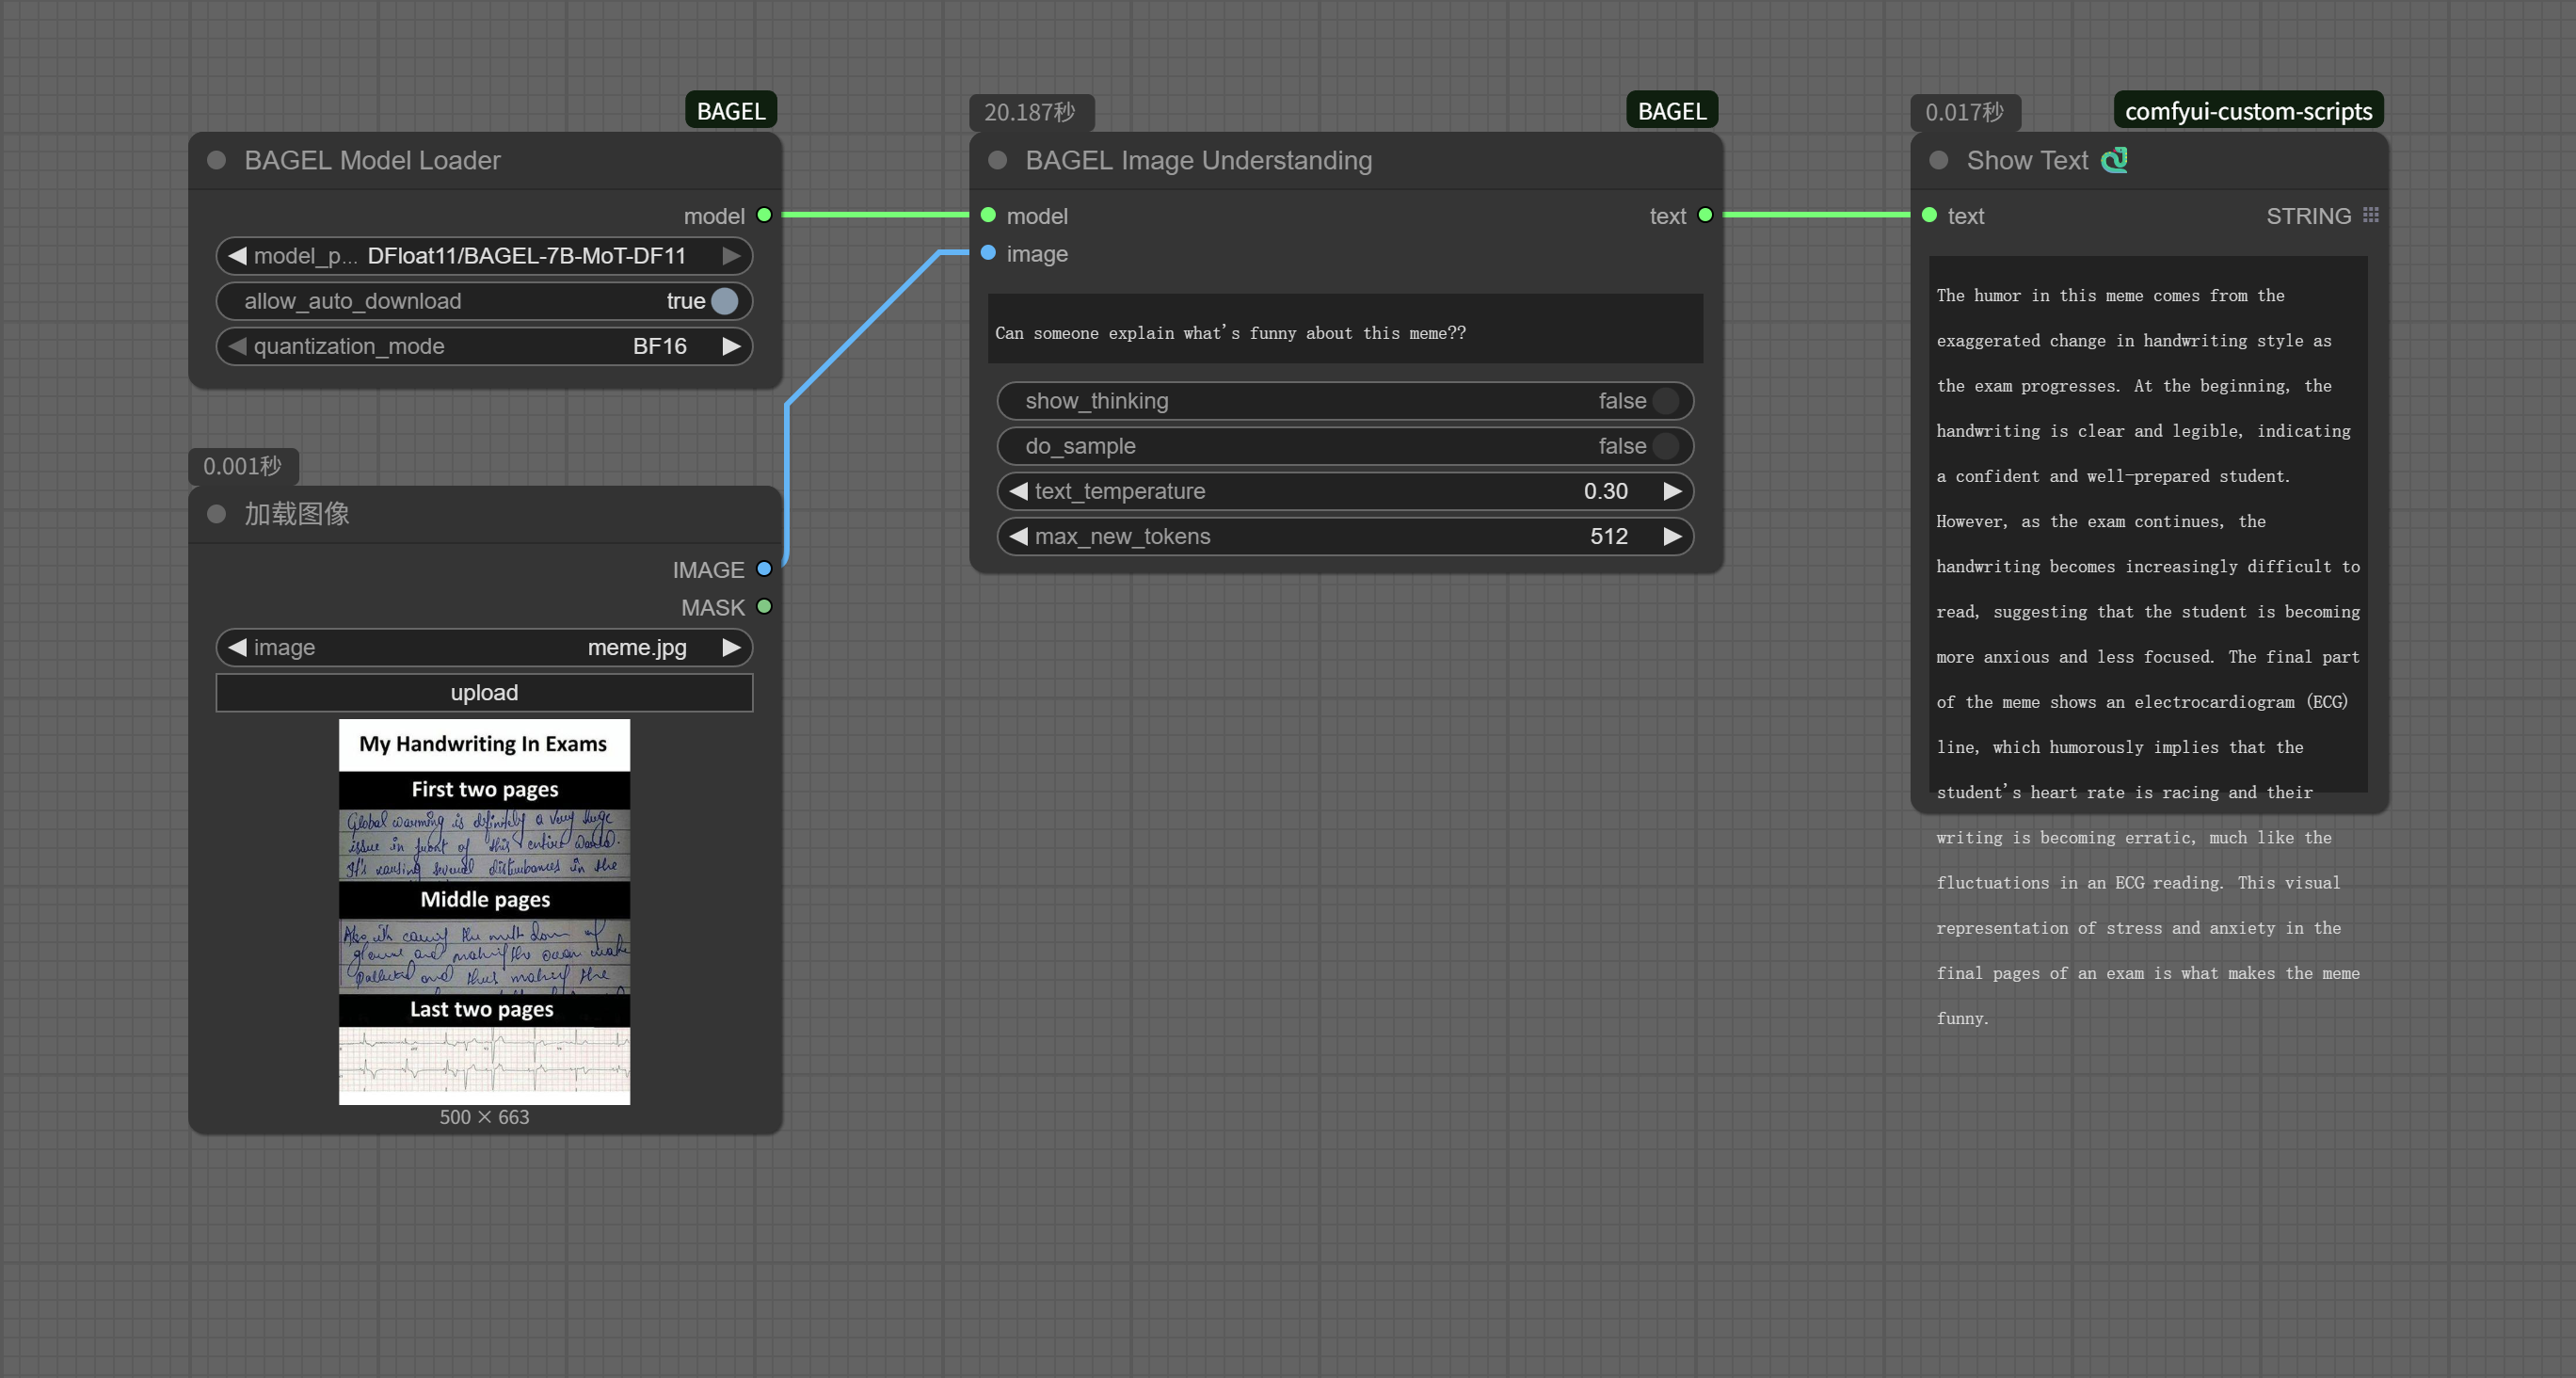 BAGEL
BAGEL Model Loader
model
model_p... DFloat11/BAGEL-7B-MoT-DF11
allow_auto_download true
quantization_mode BF16
0.001秒
加载图像
IMAGE
MASK
image meme.jpg
upload
My Handwriting In Exams
First two pages
Global warming is definitely a very huge
issue in front of this entire world.
It's causing several disturbances in the
Middle pages
Also its causing the melt down of
and making the ocean
polluted and thus making the
Last two pages
500 × 663
20.187秒
BAGEL
BAGEL Image Understanding
model text
image
Can someone explain what's funny about this meme??
show_thinking false
do_sample false
text_temperature 0.30
max_new_tokens 512
0.017秒
comfyui-custom-scripts
Show Text
text STRING
The humor in this meme comes from the
exaggerated change in handwriting style as
the exam progresses. At the beginning, the
handwriting is clear and legible, indicating
a confident and well-prepared student.
However, as the exam continues, the
handwriting becomes increasingly difficult to
read, suggesting that the student is becoming
more anxious and less focused. The final part
of the meme shows an electrocardiogram (ECG)
line, which humorously implies that the
student's heart rate is racing and their
writing is becoming erratic, much like the
fluctuations in an ECG reading. This visual
representation of stress and anxiety in the
final pages of an exam is what makes the meme
funny.